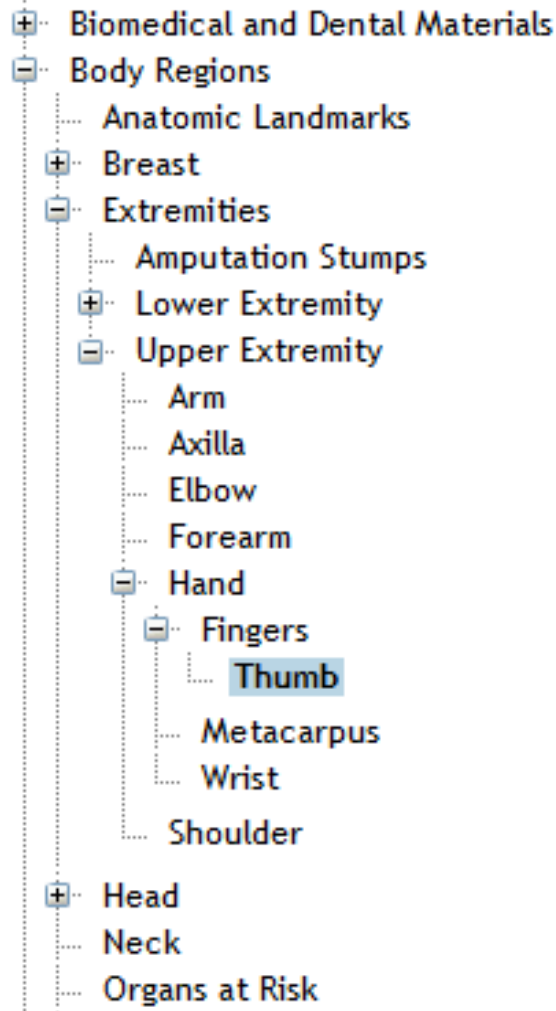 Biomedical and Dental Materials
Body Regions
Anatomic Landmarks
Breast
Extremities
Amputation Stumps
Lower Extremity
Upper Extremity
Arm
Axilla
Elbow
Forearm
Hand
Fingers
Thumb
Metacarpus
Wrist
Shoulder
Head
Neck
Organs at Risk